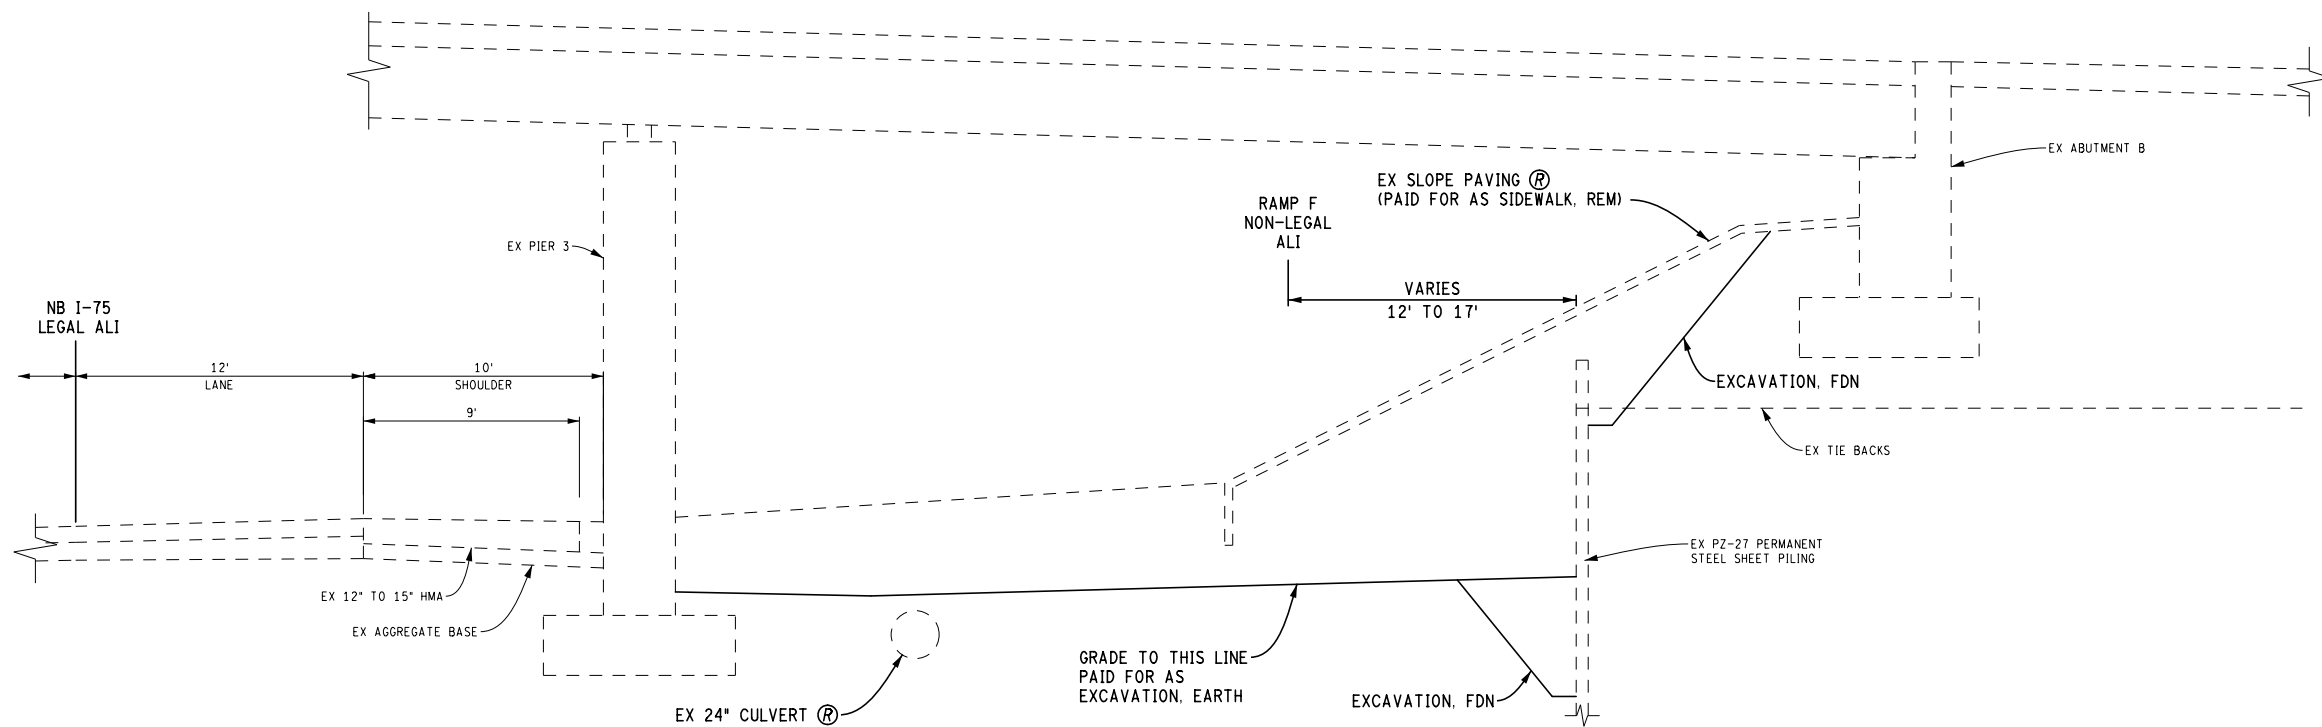 EX ABUTMENT B
EX SLOPE PAVING Ⓡ
(PAID FOR AS SIDEWALK, REM)
RAMP F
NON-LEGAL
ALI
EX PIER 3
VARIES
12' TO 17'
NB I-75
LEGAL ALI
12'
LANE
10'
SHOULDER
9'
EXCAVATION, FDN
EX TIE BACKS
EX PZ-27 PERMANENT
STEEL SHEET PILING
EX 12" TO 15" HMA
EX AGGREGATE BASE
GRADE TO THIS LINE
PAID FOR AS
EXCAVATION, EARTH
EXCAVATION, FDN
EX 24" CULVERT Ⓡ